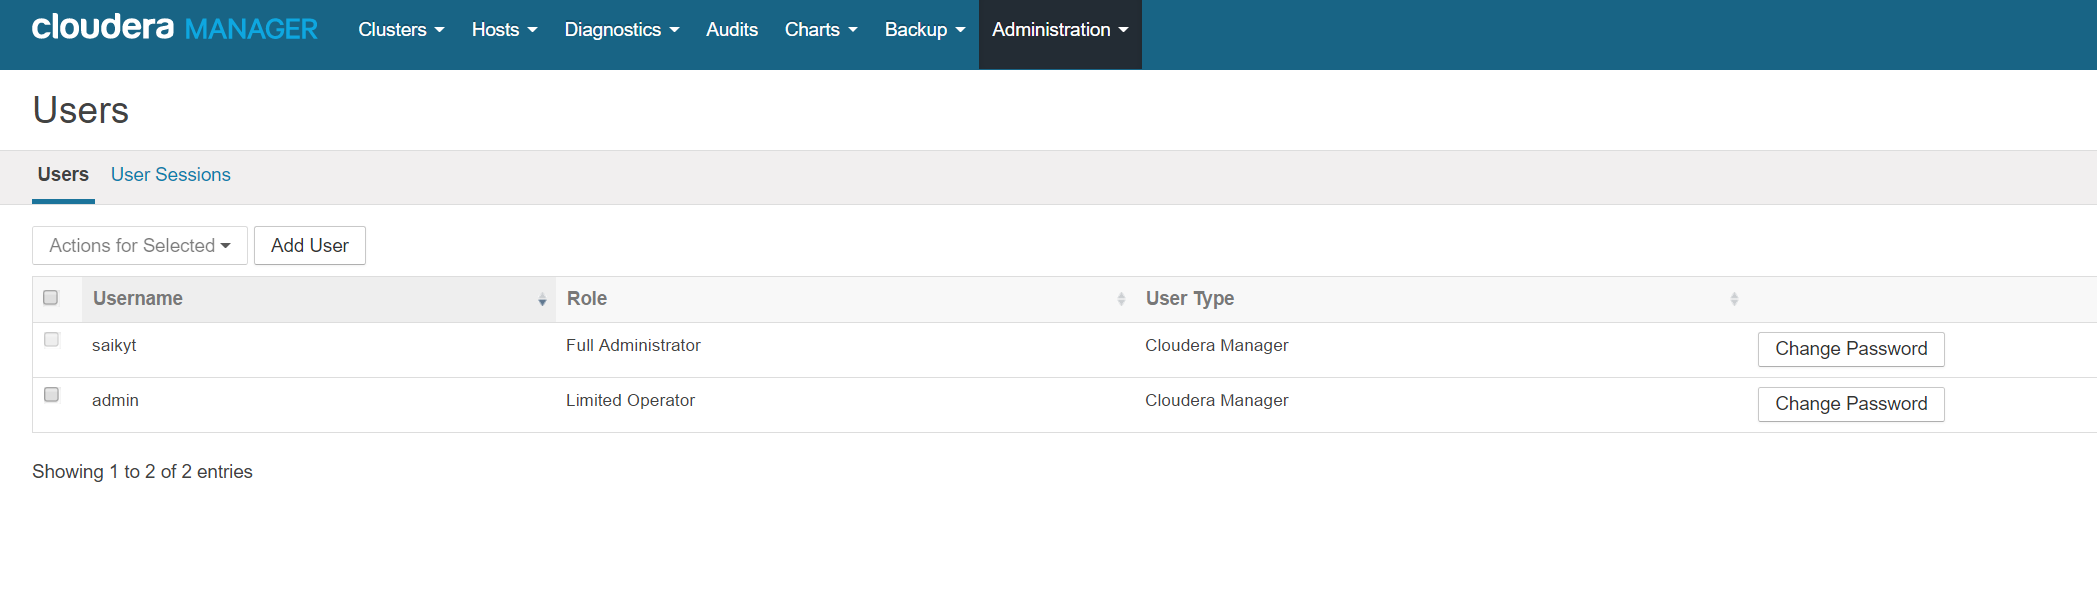 cloudera MANAGER Clusters Hosts Diagnostics Audits Charts Backup Administration
Users
Users User Sessions
Actions for Selected Add User
Username Role User Type
saikyt Full Administrator Cloudera Manager Change Password
admin Limited Operator Cloudera Manager Change Password
Showing 1 to 2 of 2 entries